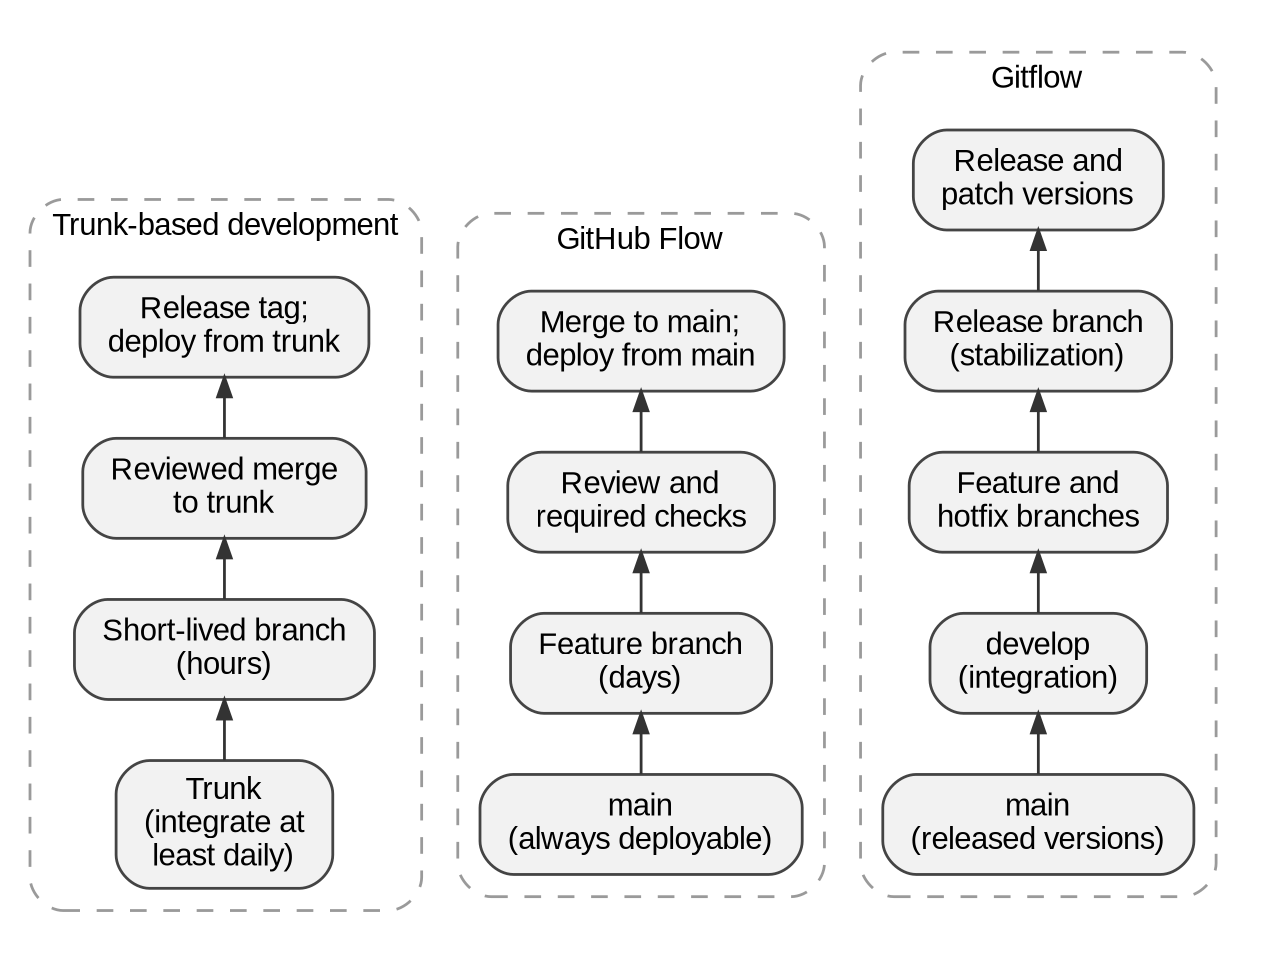 Trunk-based development
Release tag;
deploy from trunk
Reviewed merge
to trunk
Short-lived branch
(hours)
Trunk
(integrate at
least daily)
GitHub Flow
Merge to main;
deploy from main
Review and
required checks
Feature branch
(days)
main
(always deployable)
Gitflow
Release and
patch versions
Release branch
(stabilization)
Feature and
hotfix branches
develop
(integration)
main
(released versions)